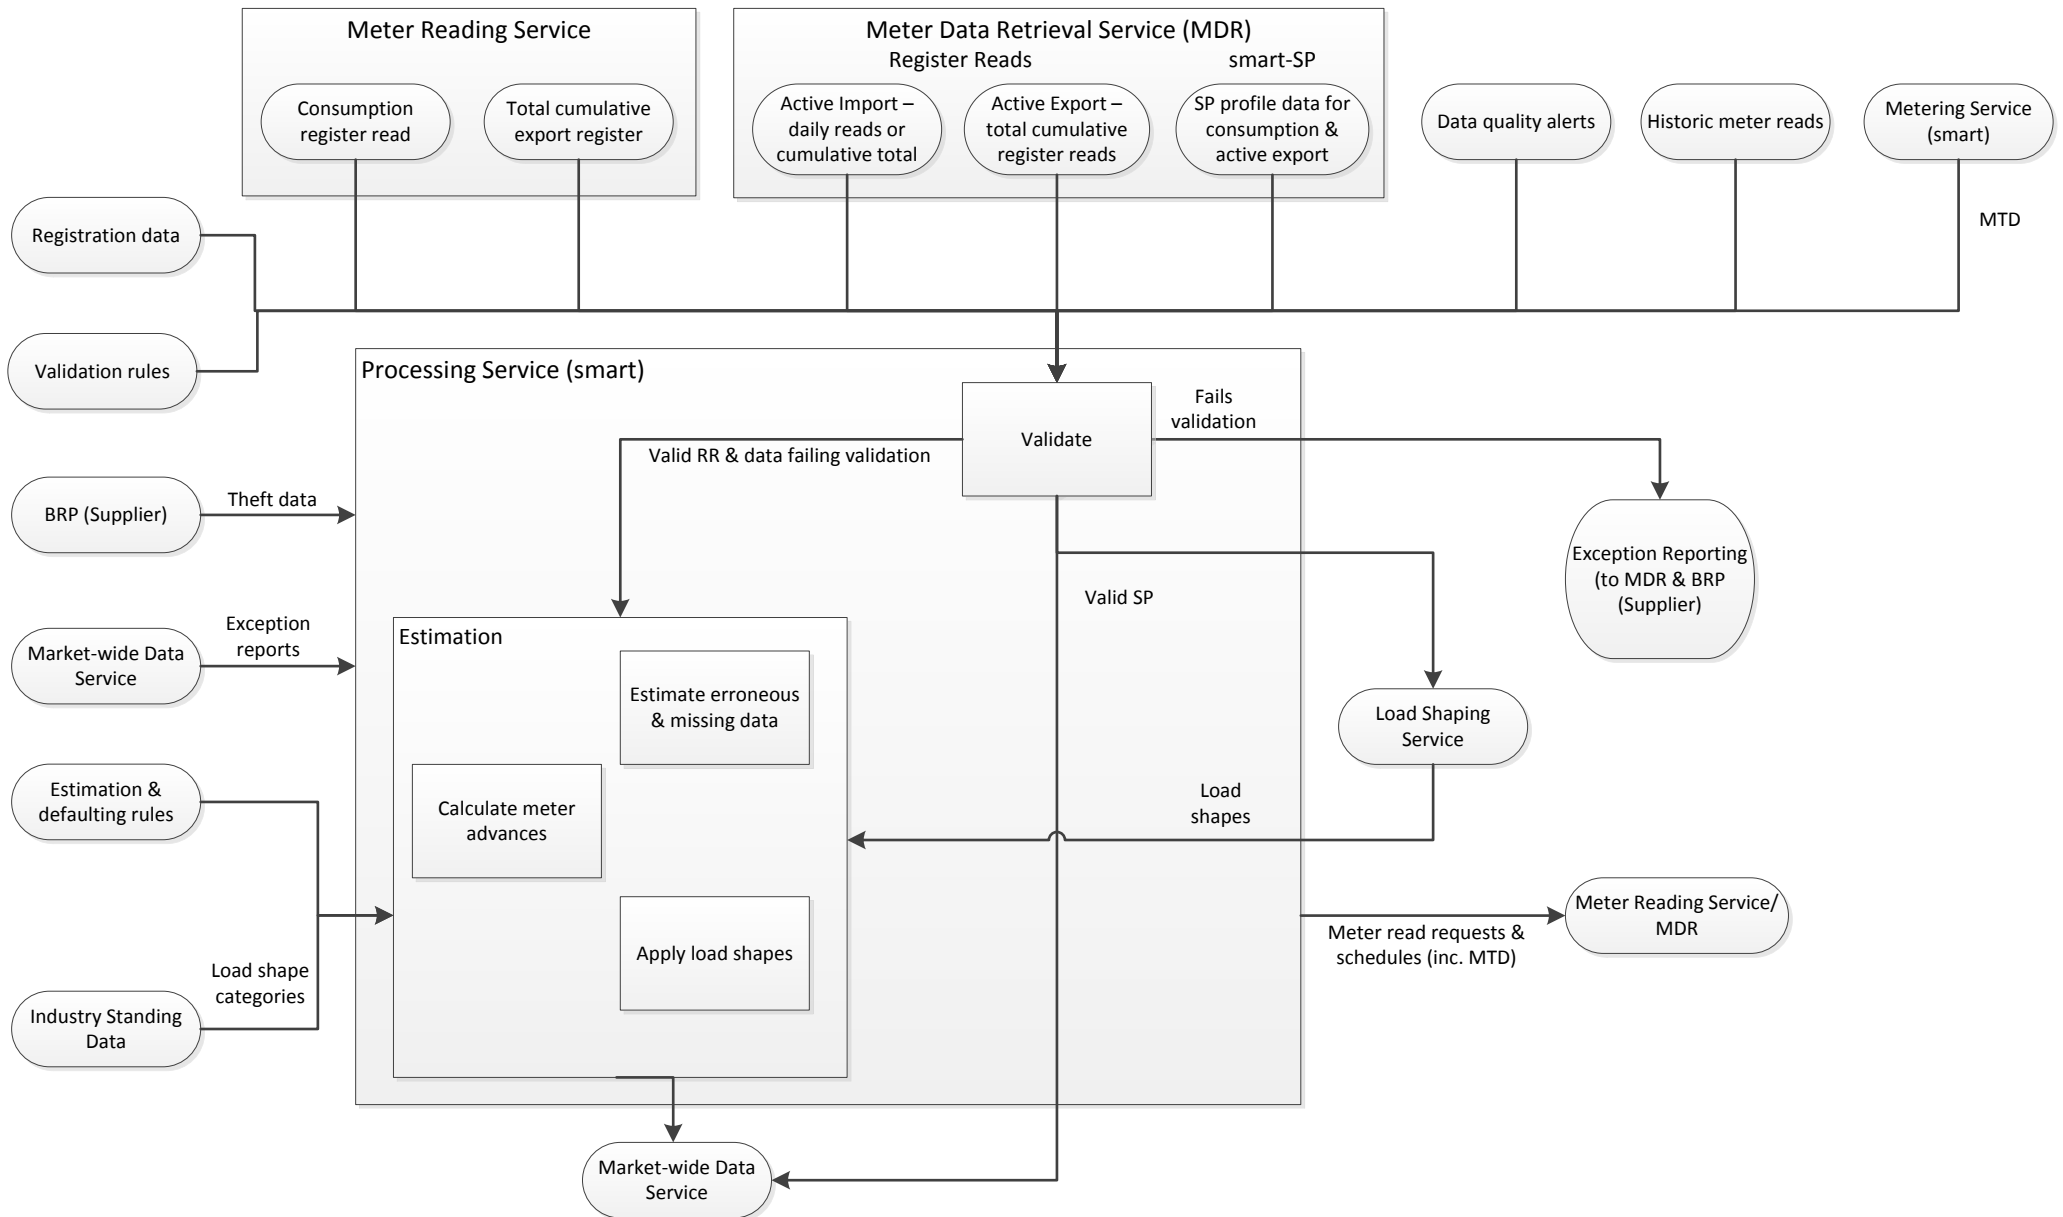 Meter Reading Service
Consumption
register read
Total cumulative
export register
Meter Data Retrieval Service (MDR)
Register Reads
smart-SP
Active Import –
daily reads or
cumulative total
Active Export –
total cumulative
register reads
SP profile data for
consumption &
active export
Data quality alerts
Historic meter reads
Metering Service
(smart)
MTD
Registration data
Validation rules
Processing Service (smart)
Validate
Fails
validation
Valid RR & data failing validation
BRP (Supplier)
Theft data
Exception Reporting
(to MDR & BRP
(Supplier)
Valid SP
Market-wide Data
Service
Exception
reports
Estimation
Estimate erroneous
& missing data
Load Shaping
Service
Estimation &
defaulting rules
Calculate meter
advances
Load
shapes
Apply load shapes
Meter Reading Service/
MDR
Meter read requests &
schedules (inc. MTD)
Load shape
categories
Industry Standing
Data
Market-wide Data
Service